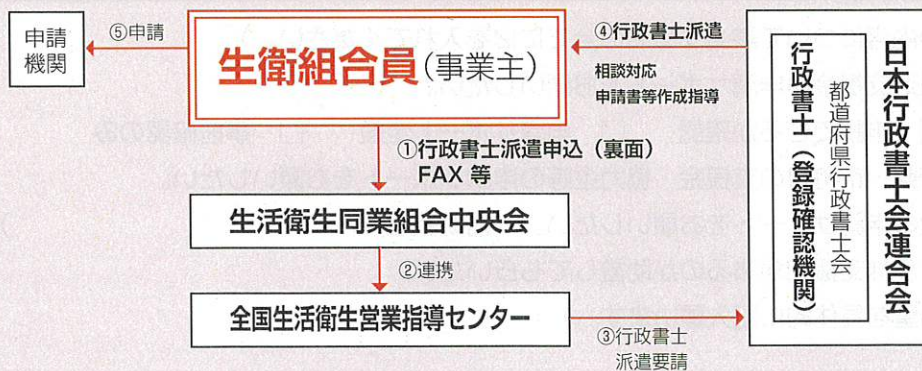 申請
機関
⑤申請
生衛組合員(事業主)
④行政書士派遣
相談対応
申請書等作成指導
①行政書士派遣申込(裏面)
FAX 等
生活衛生同業組合中央会
②連携
全国生活衛生営業指導センター
③行政書士
派遣要請
日本行政書士会連合会
都道府県行政書士会
行政書士(登録確認機関)